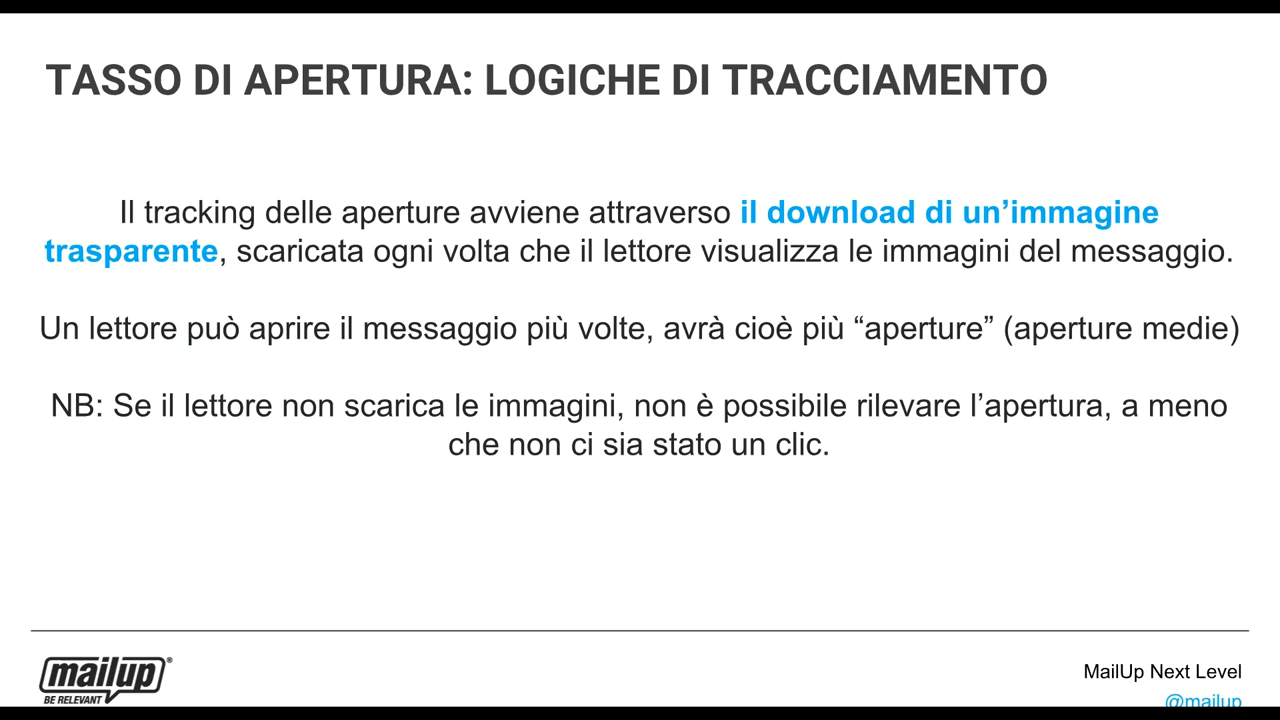 TASSO DI APERTURA: LOGICHE DI TRACCIAMENTO
Il tracking delle aperture avviene attraverso il download di un’immagine
trasparente, scaricata ogni volta che il lettore visualizza le immagini del messaggio.
Un lettore può aprire il messaggio più volte, avrà cioè più “aperture” (aperture medie)
NB: Se il lettore non scarica le immagini, non è possibile rilevare l’apertura, a meno
che non ci sia stato un clic.
mailup®
BE RELEVANT
MailUp Next Level
@mailup